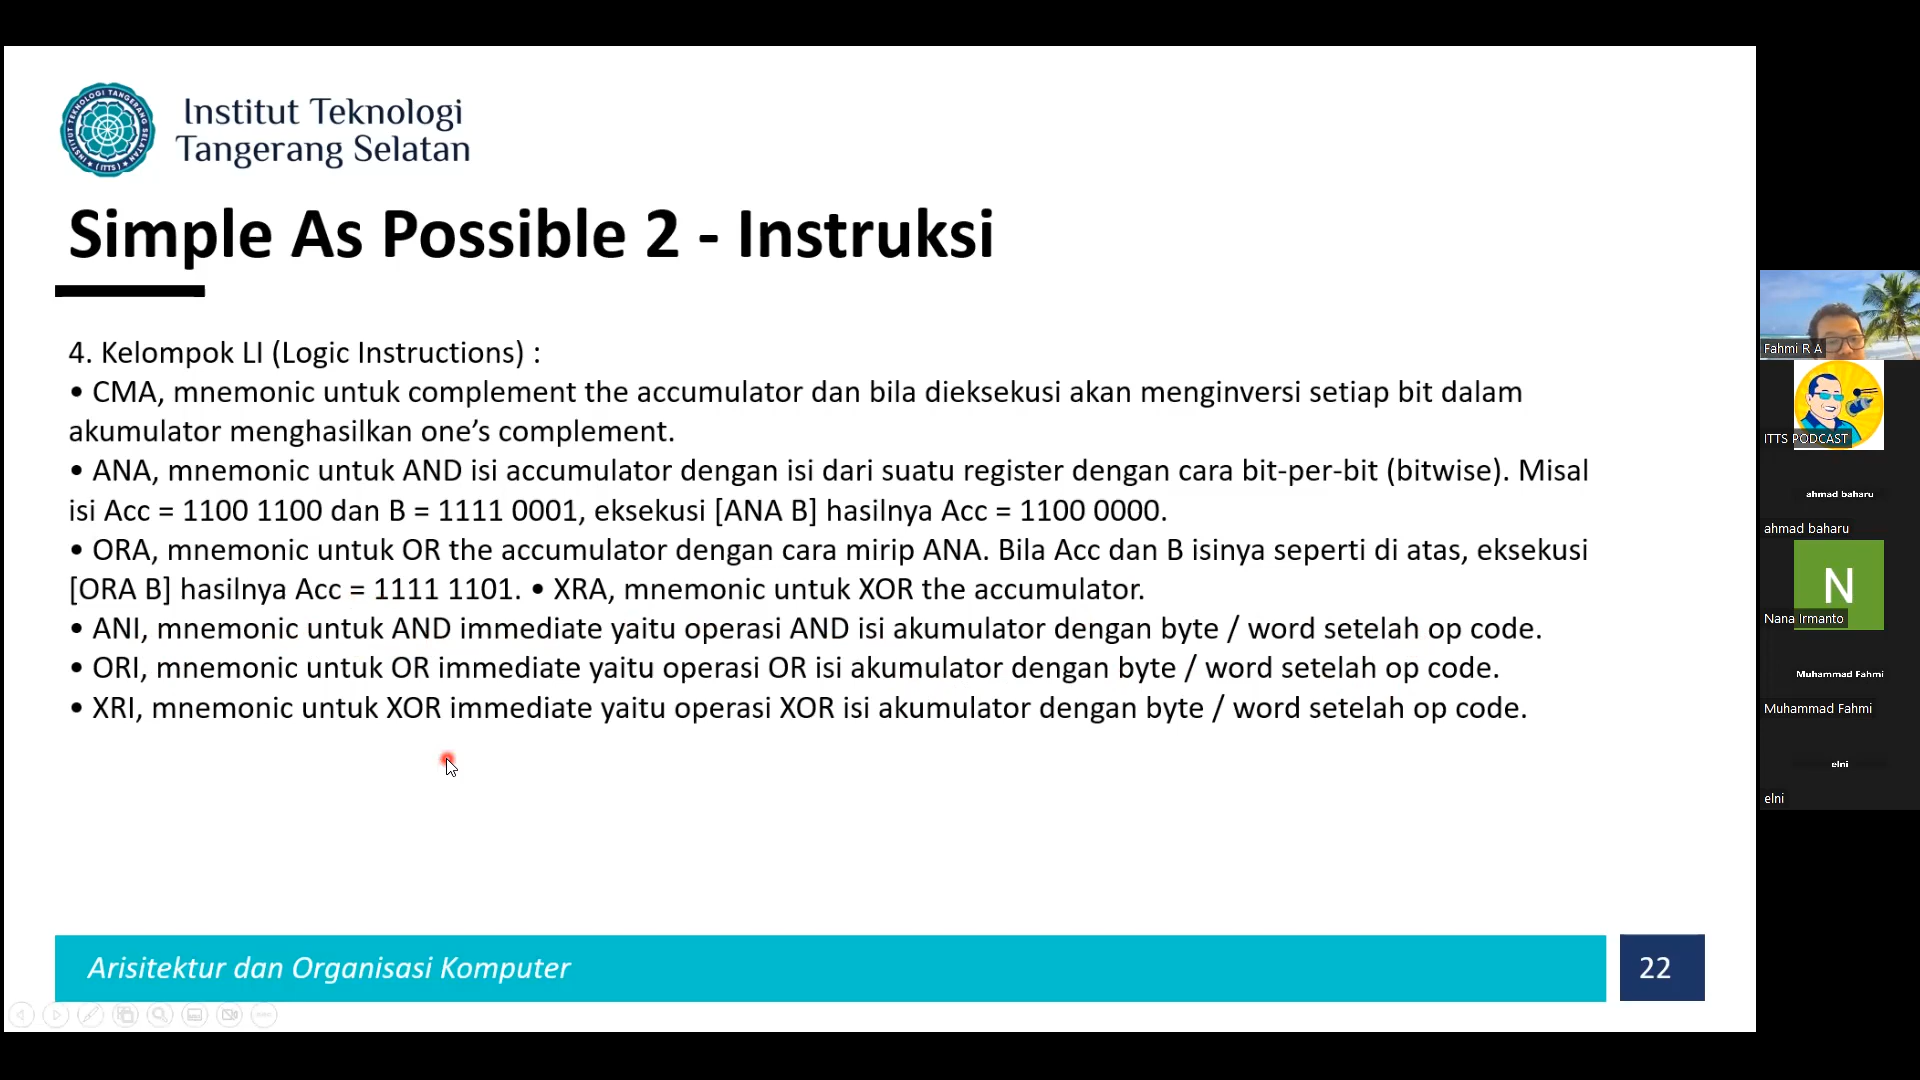 Institut Teknologi
Tangerang Selatan
INSTITUT TEKNOLOGI TANGERANG SELATAN
(ITTS)
Simple As Possible 2 - Instruksi
4. Kelompok LI (Logic Instructions) :
• CMA, mnemonic untuk complement the accumulator dan bila dieksekusi akan menginversi setiap bit dalam
akumulator menghasilkan one’s complement.
• ANA, mnemonic untuk AND isi accumulator dengan isi dari suatu register dengan cara bit-per-bit (bitwise). Misal
isi Acc = 1100 1100 dan B = 1111 0001, eksekusi [ANA B] hasilnya Acc = 1100 0000.
• ORA, mnemonic untuk OR the accumulator dengan cara mirip ANA. Bila Acc dan B isinya seperti di atas, eksekusi
[ORA B] hasilnya Acc = 1111 1101. • XRA, mnemonic untuk XOR the accumulator.
• ANI, mnemonic untuk AND immediate yaitu operasi AND isi akumulator dengan byte / word setelah op code.
• ORI, mnemonic untuk OR immediate yaitu operasi OR isi akumulator dengan byte / word setelah op code.
• XRI, mnemonic untuk XOR immediate yaitu operasi XOR isi akumulator dengan byte / word setelah op code.
Arisitektur dan Organisasi Komputer
22
Fahmi R A
ITTS PODCAST
ahmad baharu
ahmad baharu
N
Nana Irmanto
Muhammad Fahmi
Muhammad Fahmi
elni
elni